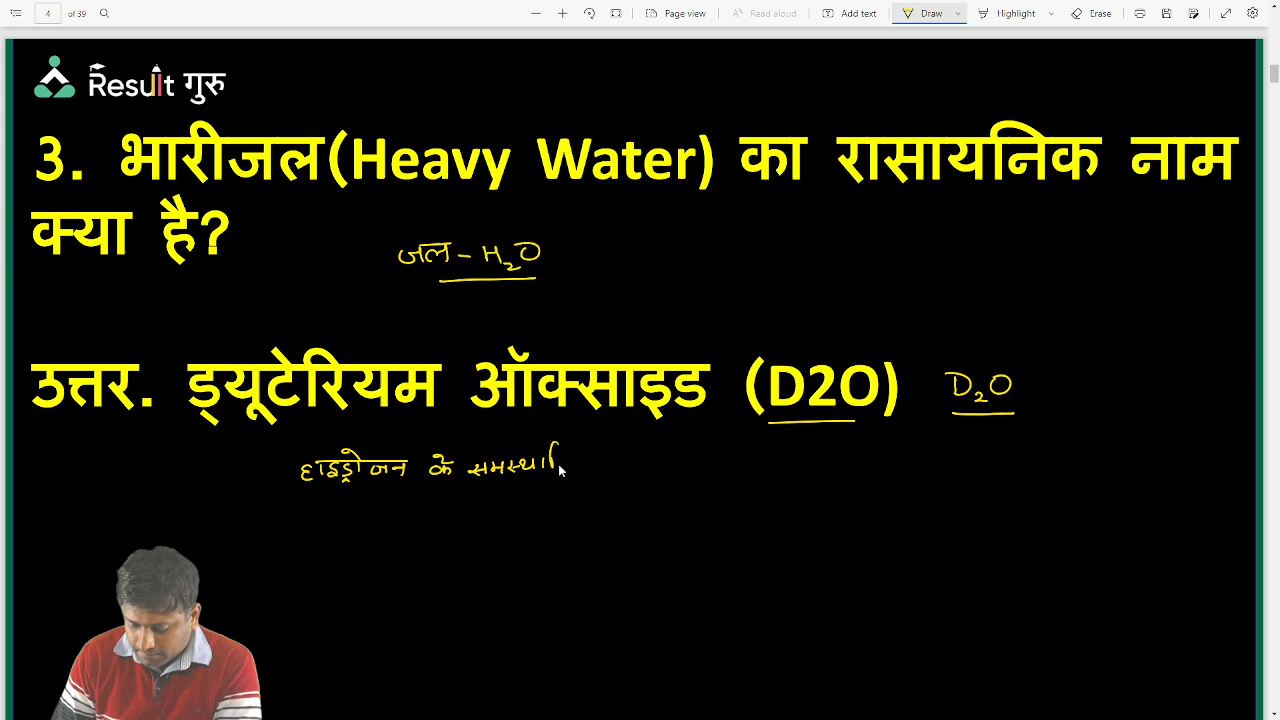 4 of 39 Page view Read aloud Add text Draw Highlight Erase
Result गुरु
3. भारीजल(Heavy Water) का रासायनिक नाम
क्या है?
जल - H₂O
उत्तर. ड्यूटेरियम ऑक्साइड (D2O) D₂O
हाइड्रोजन के समस्थानि